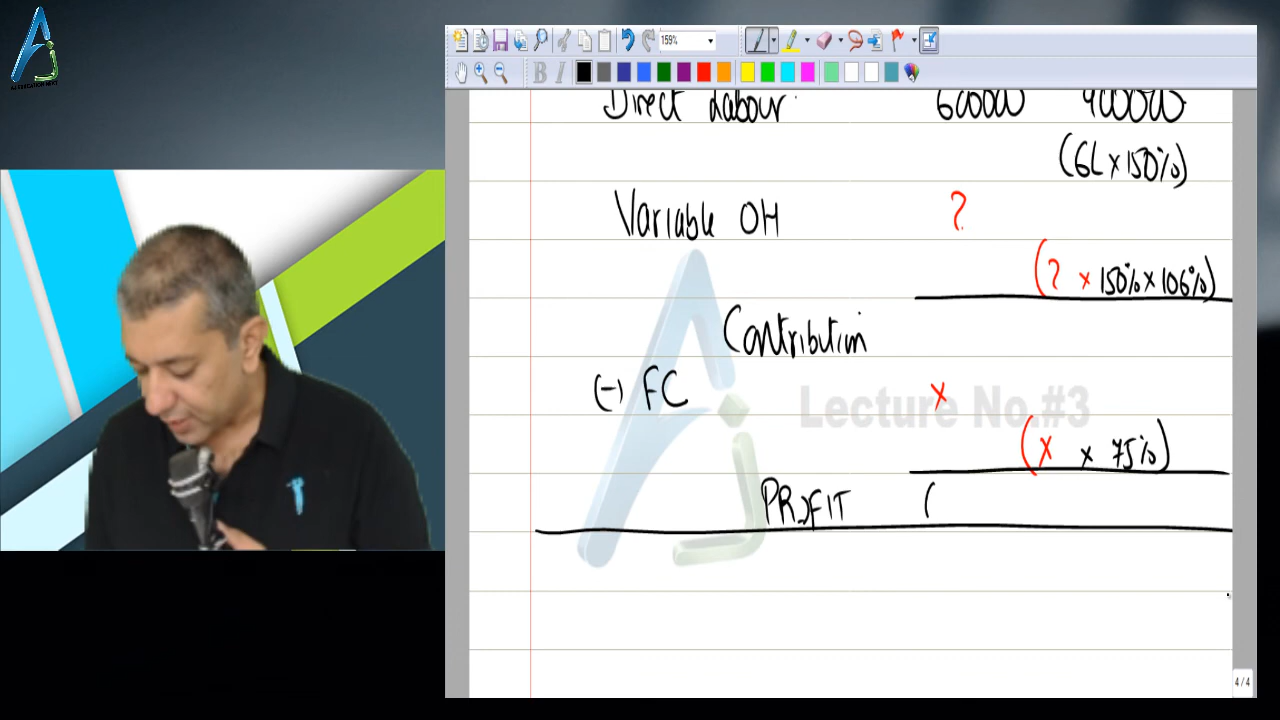 159%
Direct Labour 600000 900000
(6L x 150%)
Variable OH ?
(? x 150% x 106%)
Contribution
(-) FC x
Lecture No.#3
(x x 75%)
PROFIT (
4/4